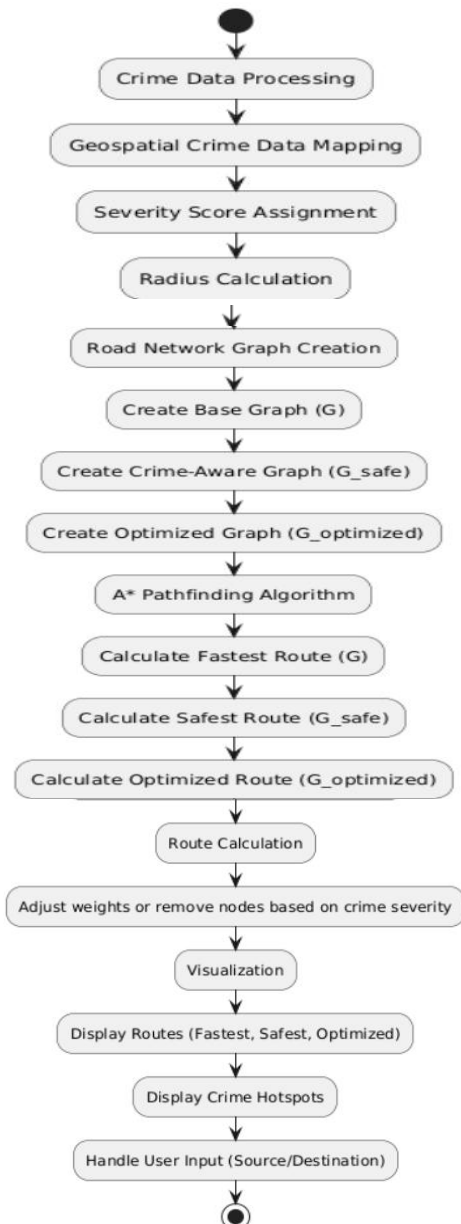 Crime Data Processing
Geospatial Crime Data Mapping
Severity Score Assignment
Radius Calculation
Road Network Graph Creation
Create Base Graph (G)
Create Crime-Aware Graph (G_safe)
Create Optimized Graph (G_optimized)
A* Pathfinding Algorithm
Calculate Fastest Route (G)
Calculate Safest Route (G_safe)
Calculate Optimized Route (G_optimized)
Route Calculation
Adjust weights or remove nodes based on crime severity
Visualization
Display Routes (Fastest, Safest, Optimized)
Display Crime Hotspots
Handle User Input (Source/Destination)